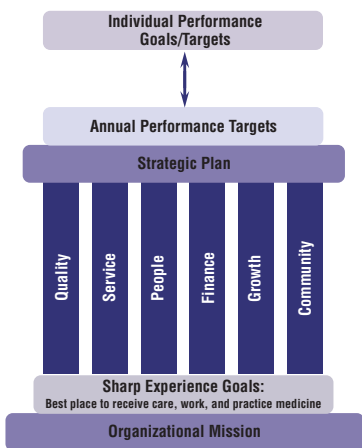 Individual Performance
Goals/Targets
Annual Performance Targets
Strategic Plan
Quality
Service
People
Finance
Growth
Community
Sharp Experience Goals:
Best place to receive care, work, and practice medicine
Organizational Mission